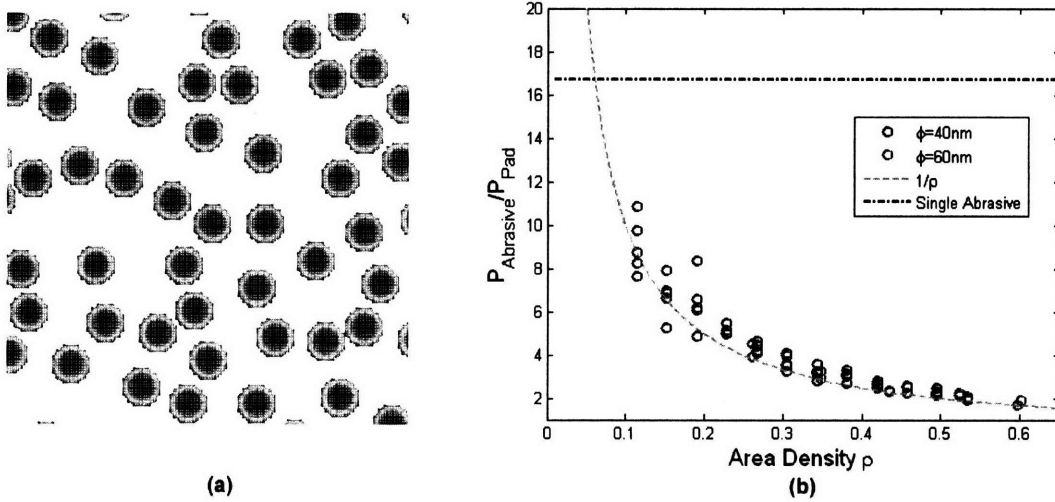 20
18
16
14
12
10
8
6
4
2
P_Abrasive/P_Pad
ϕ=40nm
ϕ=60nm
1/ρ
Single Abrasive
0 0.1 0.2 0.3 0.4 0.5 0.6
Area Density ρ
(a)
(b)